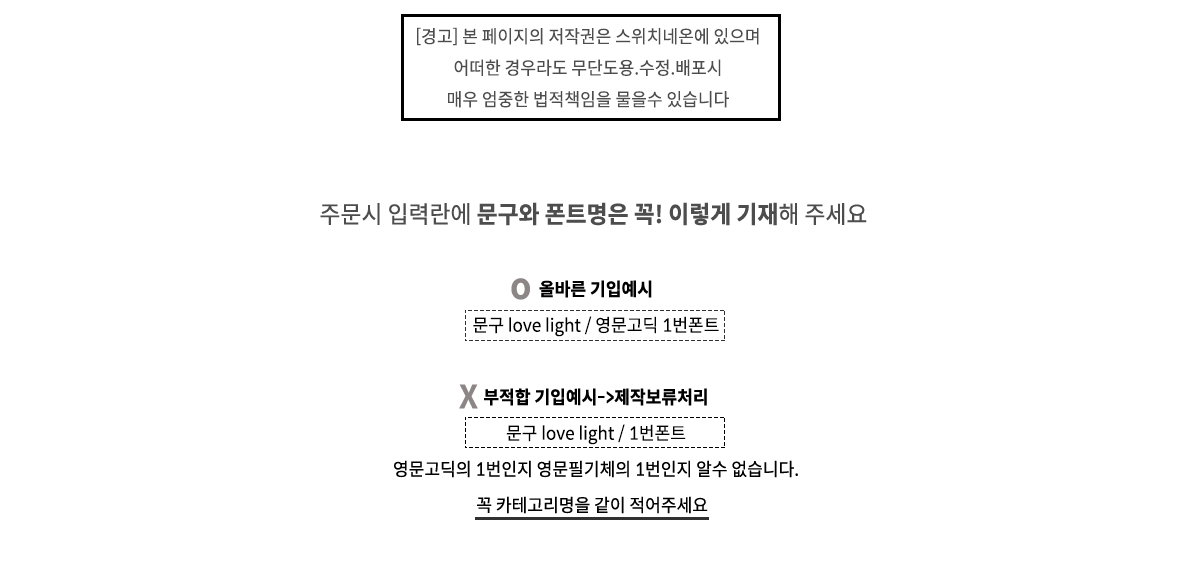 [경고] 본 페이지의 저작권은 스위치네온에 있으며
어떠한 경우라도 무단도용.수정.배포시
매우 엄중한 법적책임을 물을수 있습니다
주문시 입력란에 문구와 폰트명은 꼭! 이렇게 기재해 주세요
O 올바른 기입예시
문구 love light / 영문고딕 1번폰트
X 부적합 기입예시->제작보류처리
문구 love light / 1번폰트
영문고딕의 1번인지 영문필기체의 1번인지 알수 없습니다.
꼭 카테고리명을 같이 적어주세요